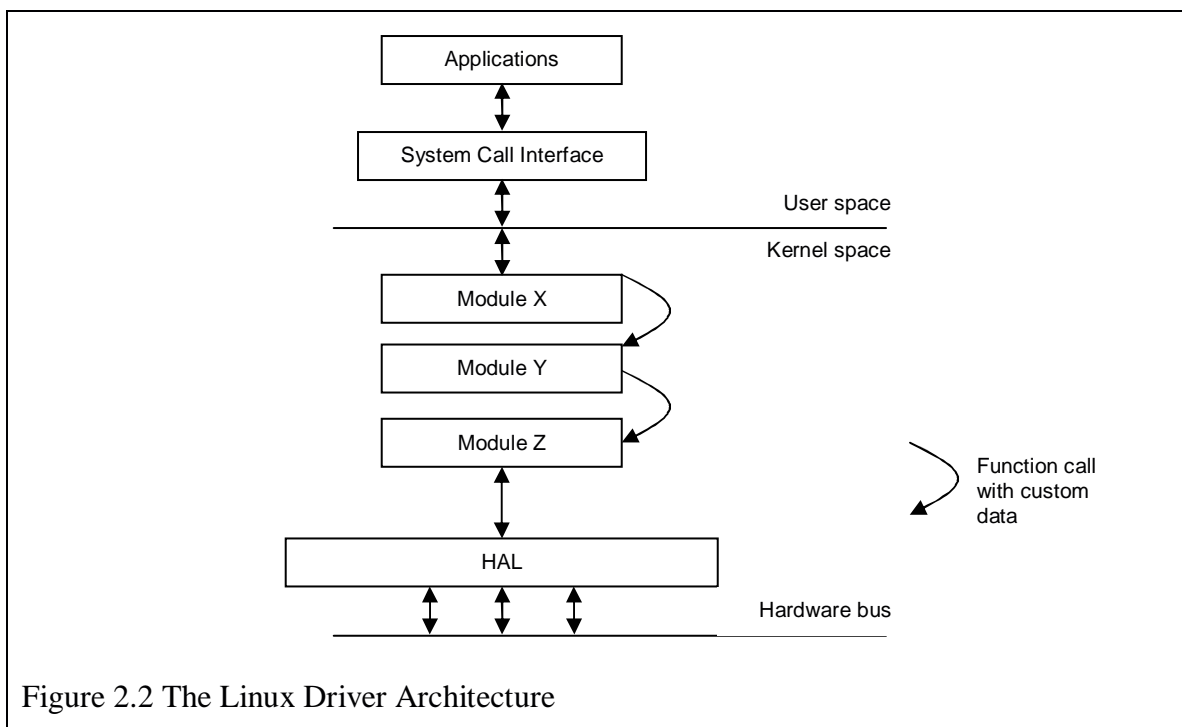 Applications
System Call Interface
User space
Kernel space
Module X
Module Y
Module Z
Function call
with custom
data
HAL
Hardware bus
Figure 2.2 The Linux Driver Architecture